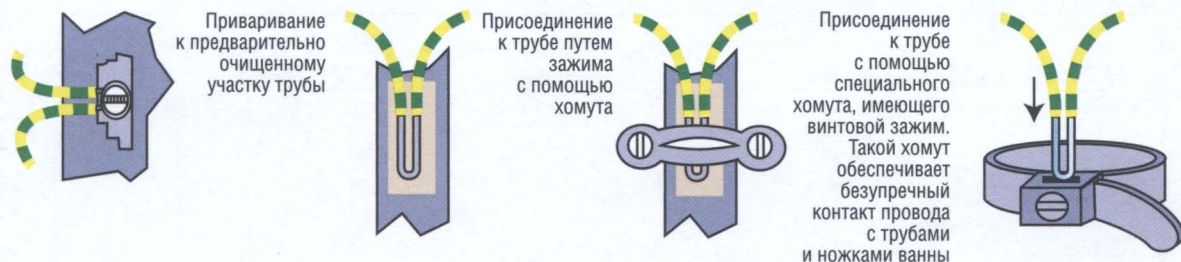 Приваривание
к предварительно
очищенному
участку трубы
Присоединение
к трубе путем
зажима
с помощью
хомута
Присоединение
к трубе
с помощью
специального
хомута, имеющего
винтовой зажим.
Такой хомут
обеспечивает
безупречный
контакт провода
с трубами
и ножками ванны